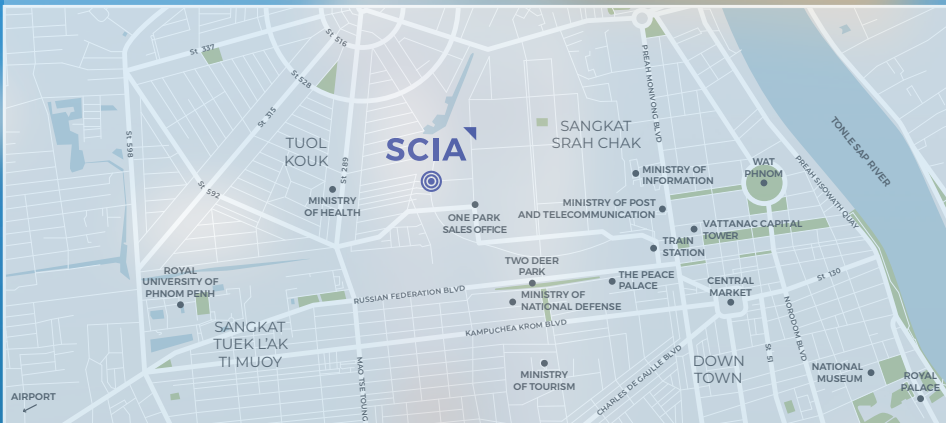 St 337
St 516
St 528
St 315
St 598
St 592
St 289
TUOL
KOUK
SCIA
MINISTRY
OF HEALTH
ONE PARK
SALES OFFICE
SANGKAT
SRAH CHAK
PREAH MONIVONG BLVD
MINISTRY OF
INFORMATION
MINISTRY OF POST
AND TELECOMMUNICATION
WAT
PHNOM
VATTANAC CAPITAL
TOWER
TRAIN
STATION
PREAH SISOWATH QUAY
TONLE SAP RIVER
ROYAL
UNIVERSITY OF
PHNOM PENH
TWO DEER
PARK
THE PEACE
PALACE
MINISTRY OF
NATIONAL DEFENSE
CENTRAL
MARKET
St 130
RUSSIAN FEDERATION BLVD
KAMPUCHEA KROM BLVD
SANGKAT
TUEK L'AK
TI MUOY
MAO TSE TOUNG
MINISTRY
OF TOURISM
CHARLES DE GAULLE BLVD
DOWN
TOWN
St 51
NORODOM BLVD
NATIONAL
MUSEUM
ROYAL
PALACE
AIRPORT